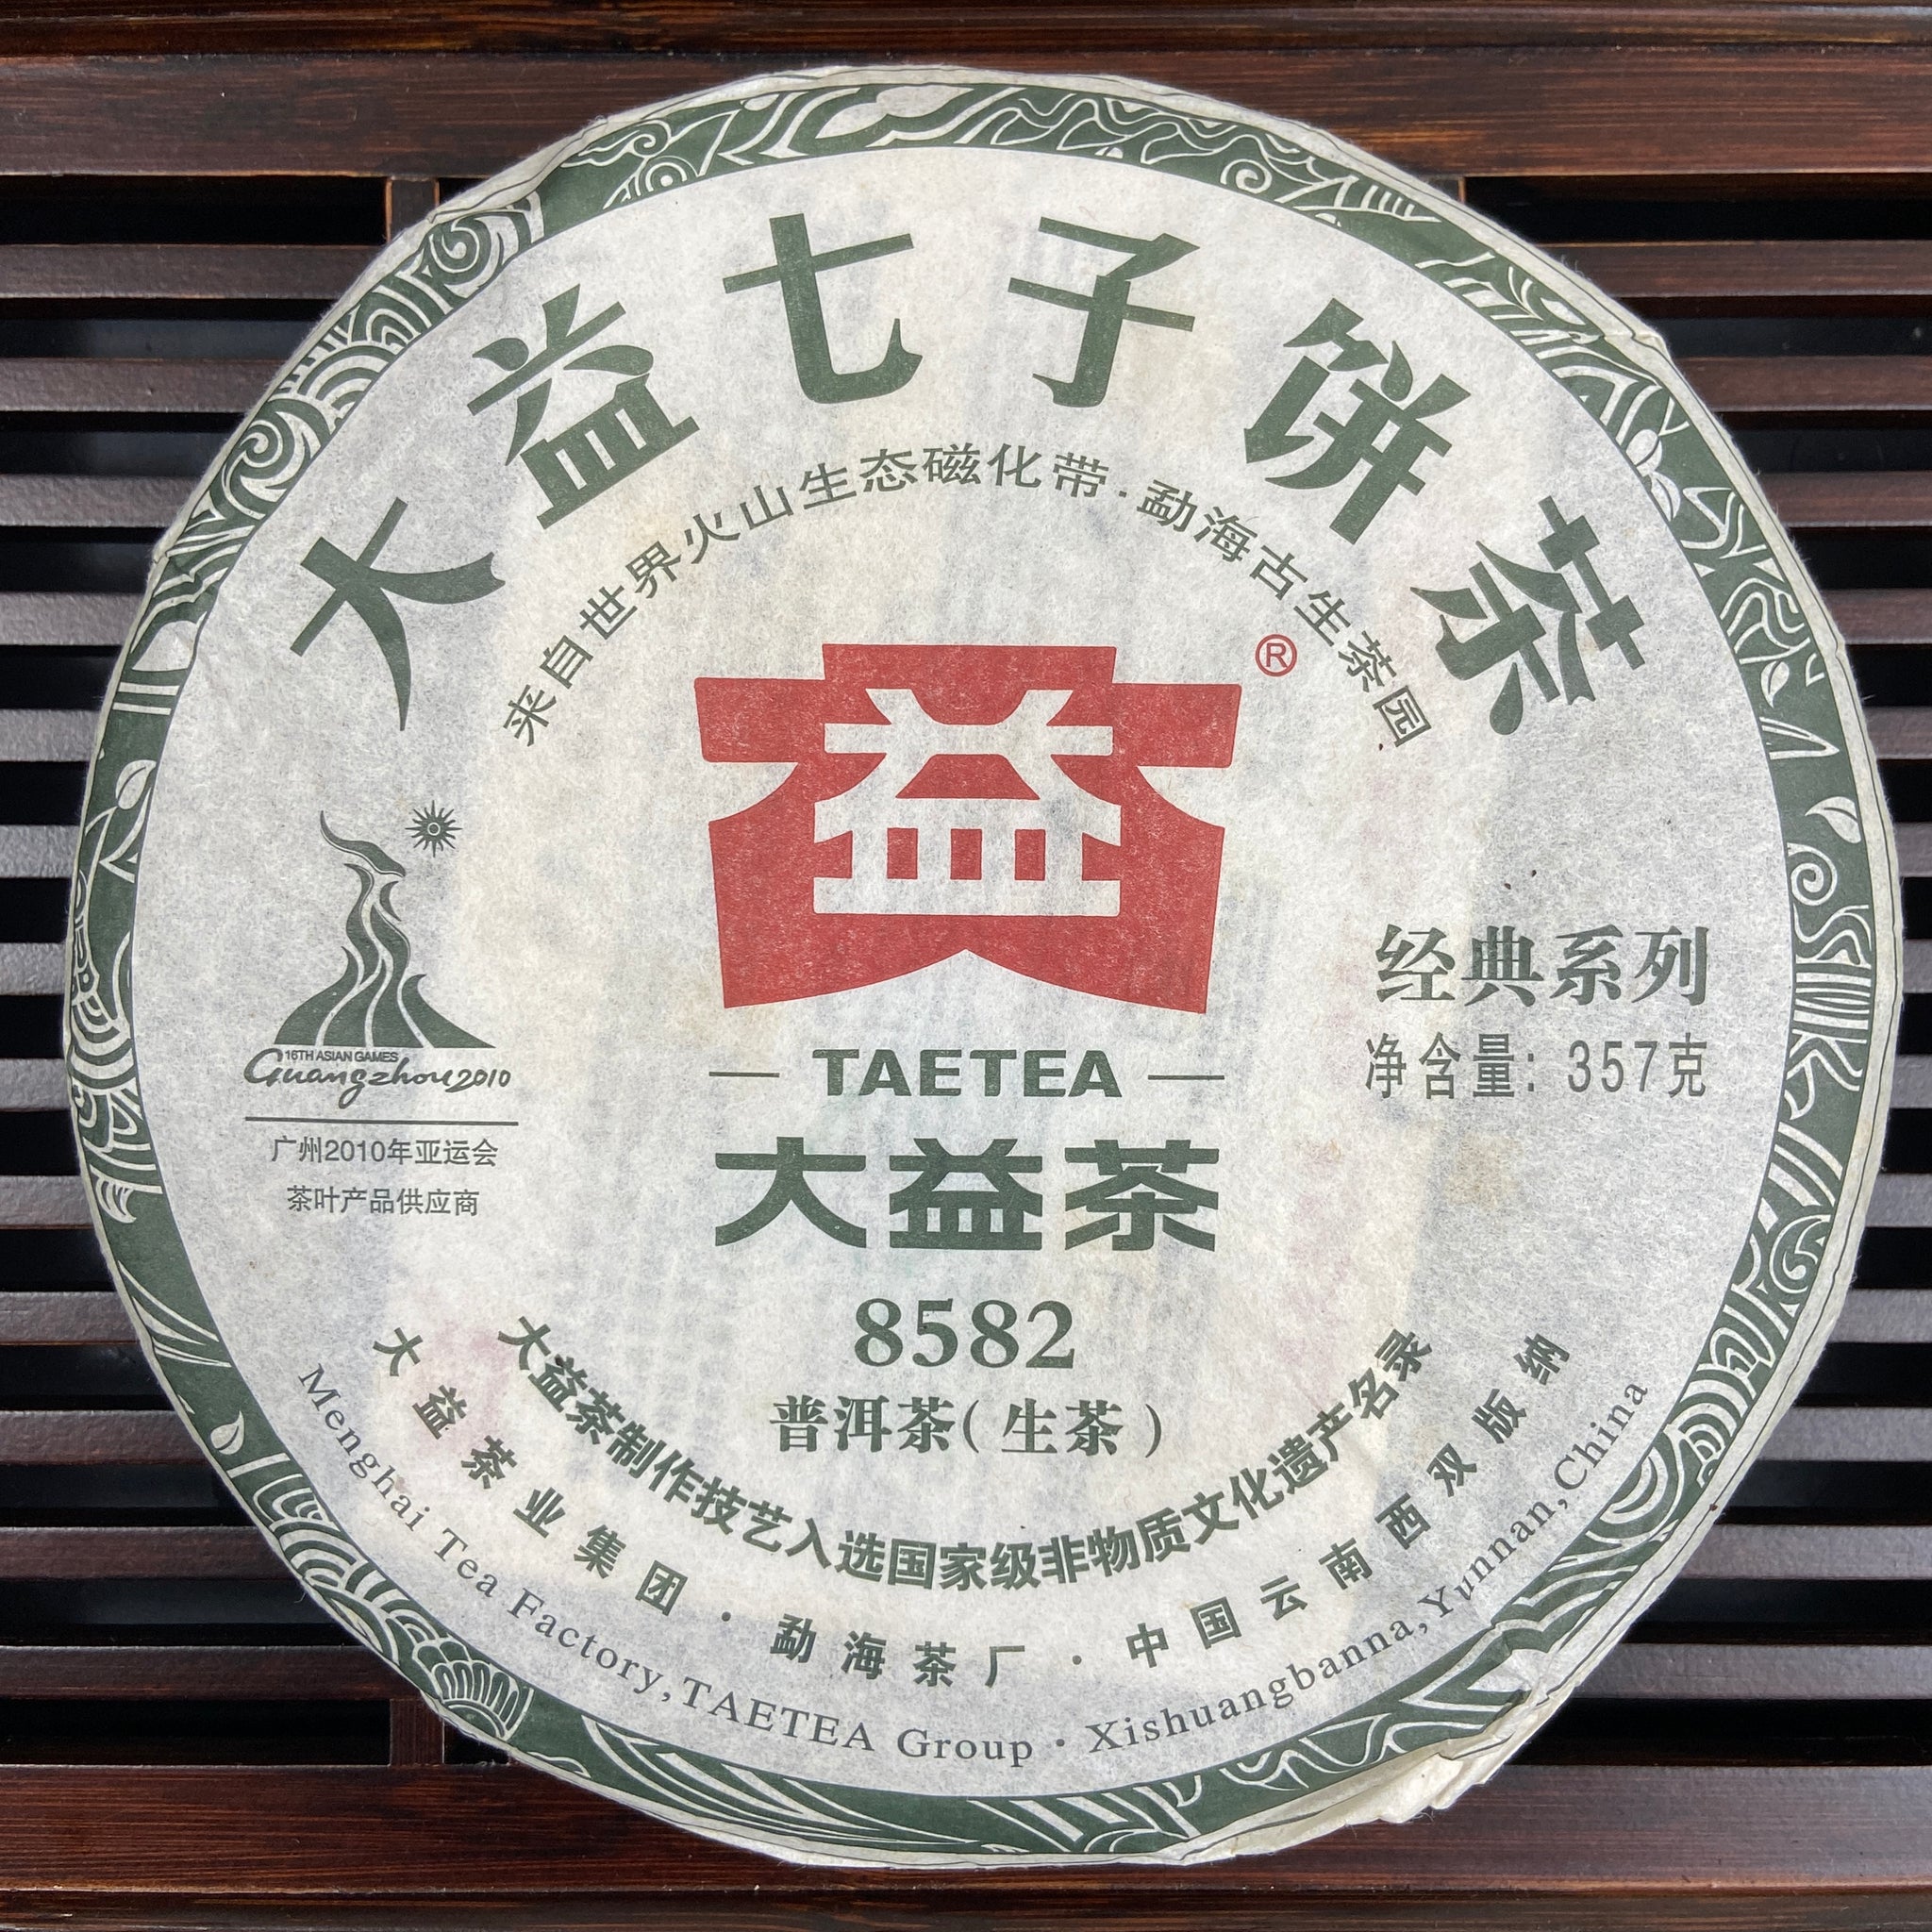 大益七子饼茶
来自世界火山生态磁化带·勐海古生茶园
益
®
TAETEA
大益茶
16TH ASIAN GAMES
Guangzhou2010
广州2010年亚运会
茶叶产品供应商
经典系列
净含量: 357克
8582
普洱茶(生茶)
大益茶制作技艺入选国家级非物质文化遗产名录
大益茶业集团·勐海茶厂·中国云南西双版纳
Menghai Tea Factory,TAETEA Group·Xishuangbanna,Yunnan,China